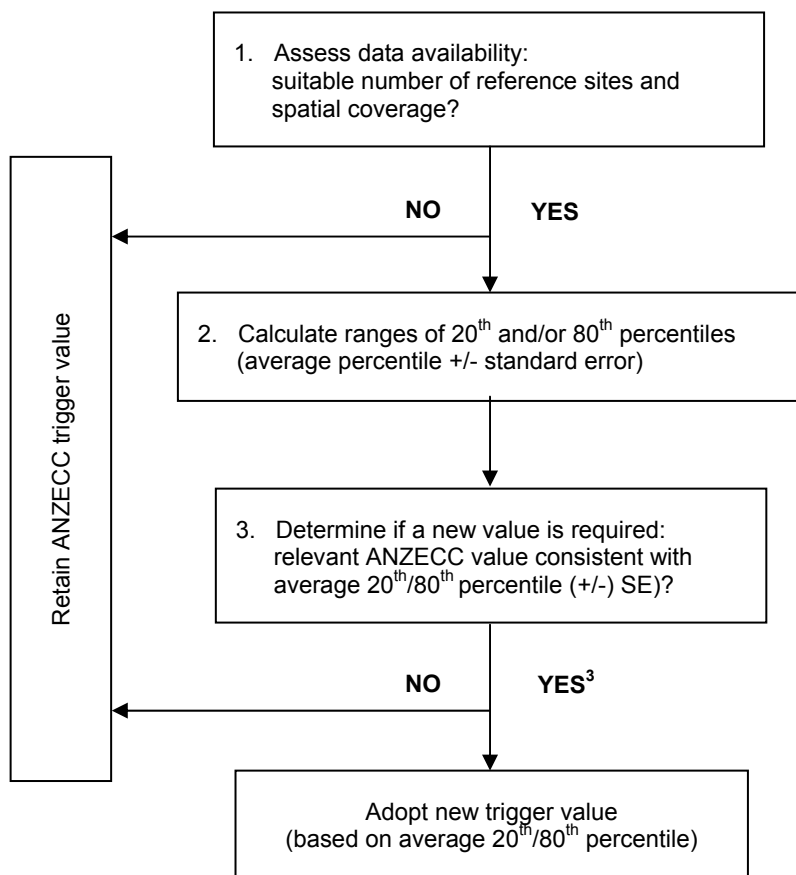 1. Assess data availability:
suitable number of reference sites and
spatial coverage?
NO YES
2. Calculate ranges of 20th and/or 80th percentiles
(average percentile +/- standard error)
Retain ANZECC trigger value
3. Determine if a new value is required:
relevant ANZECC value consistent with
average 20th/80th percentile (+/-) SE)?
NO YES3
Adopt new trigger value
(based on average 20th/80th percentile)